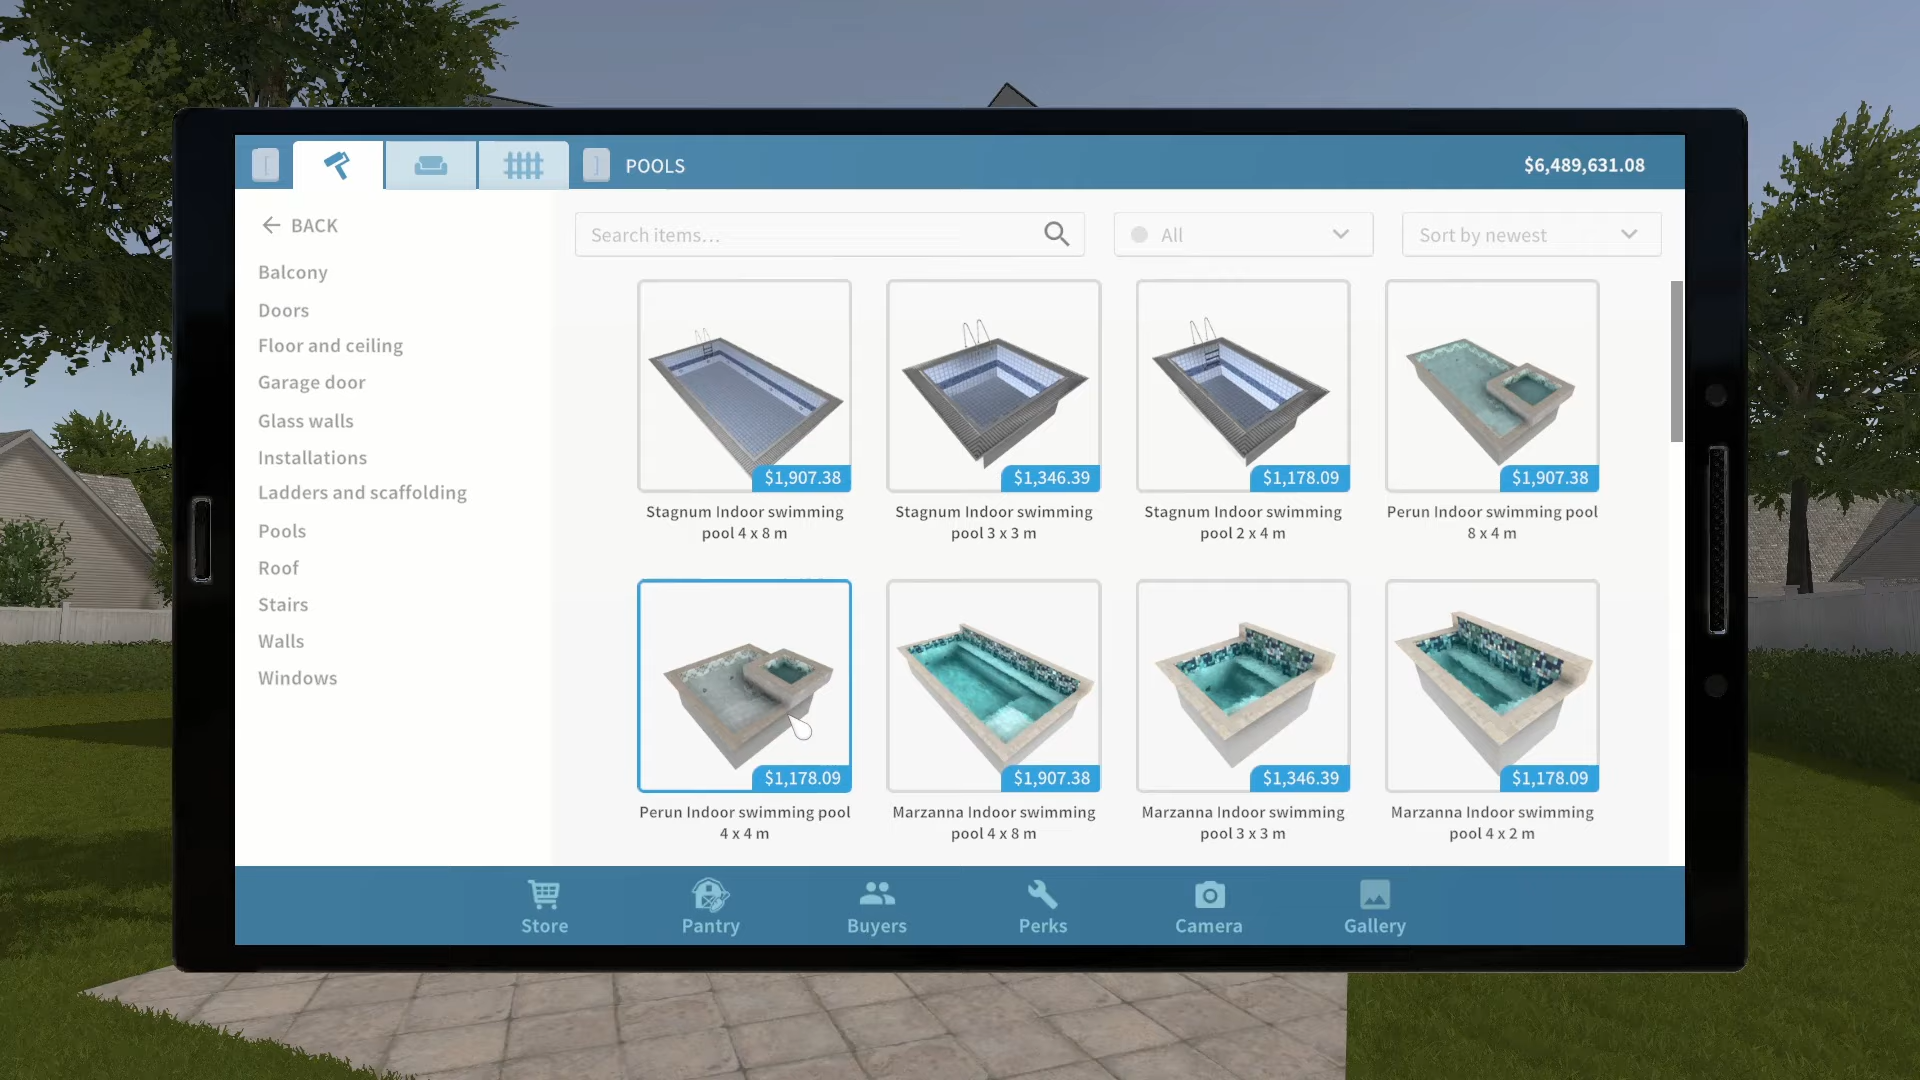 [
]
POOLS
$6,489,631.08
BACK
Search items...
All
Sort by newest
Balcony
Doors
Floor and ceiling
Garage door
Glass walls
Installations
Ladders and scaffolding
Pools
Roof
Stairs
Walls
Windows
$1,907.38
$1,346.39
$1,178.09
$1,907.38
Stagnum Indoor swimming
pool 4 x 8 m
Stagnum Indoor swimming
pool 3 x 3 m
Stagnum Indoor swimming
pool 2 x 4 m
Perun Indoor swimming pool
8 x 4 m
$1,178.09
$1,907.38
$1,346.39
$1,178.09
Perun Indoor swimming pool
4 x 4 m
Marzanna Indoor swimming
pool 4 x 8 m
Marzanna Indoor swimming
pool 3 x 3 m
Marzanna Indoor swimming
pool 4 x 2 m
Store
Pantry
Buyers
Perks
Camera
Gallery